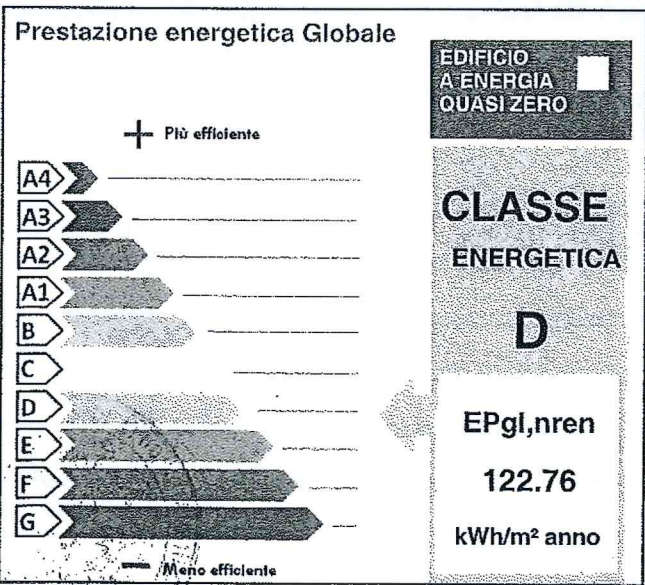 Prestazione energetica Globale
EDIFICIO
A ENERGIA
QUASI ZERO
+ Più efficiente
A4
A3
A2
A1
B
C
D
E
F
G
— Meno efficiente
CLASSE
ENERGETICA
D
EPgl,nren
122.76
kWh/m² anno